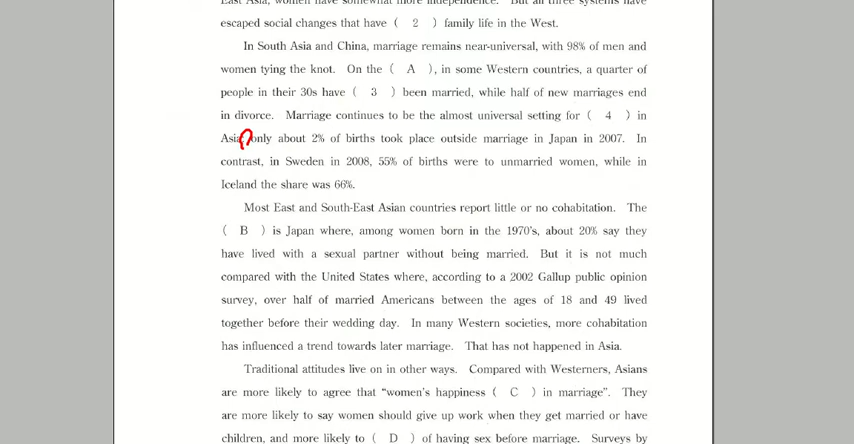 East Asia, women have somewhat more independence. But all three systems have
escaped social changes that have ( 2 ) family life in the West.
In South Asia and China, marriage remains near-universal, with 98% of men and
women tying the knot. On the ( A ), in some Western countries, a quarter of
people in their 30s have ( 3 ) been married, while half of new marriages end
in divorce. Marriage continues to be the almost universal setting for ( 4 ) in
Asia: only about 2% of births took place outside marriage in Japan in 2007. In
contrast, in Sweden in 2008, 55% of births were to unmarried women, while in
Iceland the share was 66%.
Most East and South-East Asian countries report little or no cohabitation. The
( B ) is Japan where, among women born in the 1970's, about 20% say they
have lived with a sexual partner without being married. But it is not much
compared with the United States where, according to a 2002 Gallup public opinion
survey, over half of married Americans between the ages of 18 and 49 lived
together before their wedding day. In many Western societies, more cohabitation
has influenced a trend towards later marriage. That has not happened in Asia.
Traditional attitudes live on in other ways. Compared with Westerners, Asians
are more likely to agree that “women's happiness ( C ) in marriage”. They
are more likely to say women should give up work when they get married or have
children, and more likely to ( D ) of having sex before marriage. Surveys by